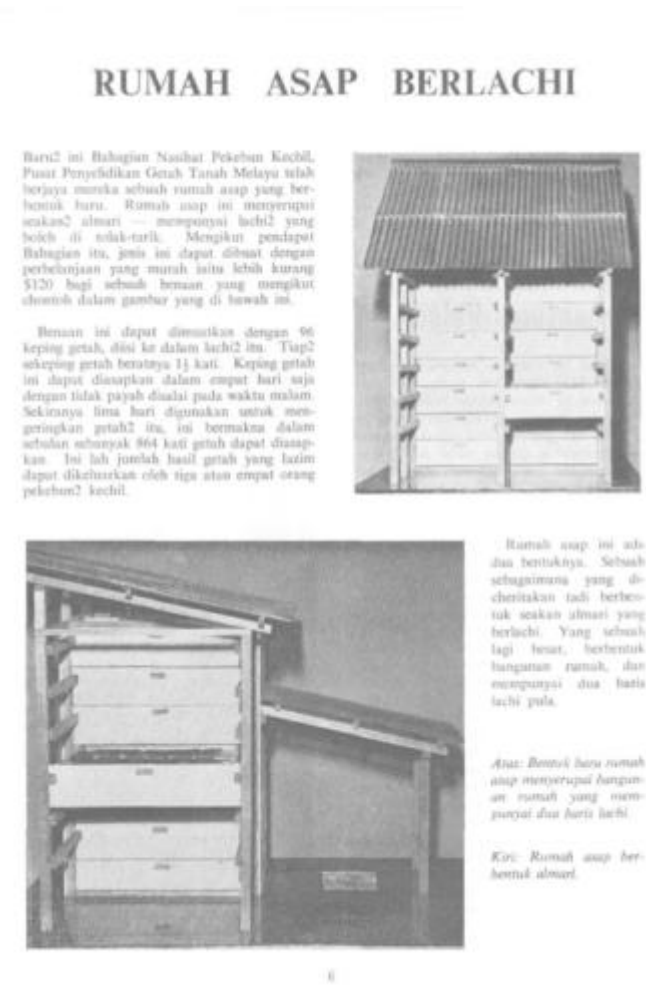 RUMAH ASAP BERLACHI
Baru2 ini Bahagian Nasihat Pekebun Kechil,
Pusat Penyelidikan Getah Tanah Melayu telah
berjaya mereka sebuah rumah asap yang ber-
bentuk baru. Rumah asap ini menyerupai
seakan2 almari — mempunyai lachi2 yang
boleh di tolak-tarik. Mengikut pendapat
Bahagian itu, jenis ini dapat dibuat dengan
perbelanjaan yang murah iaitu lebih kurang
$120 bagi sebuah benaan yang mengikut
chontoh dalam gambar yang di bawah ini.
Benaan ini dapat dimuatkan dengan 96
keping getah, diisi ke dalam lachi2 itu. Tiap2
sekeping getah beratnya 1½ kati. Keping getah
ini dapat diasapkan dalam empat hari saja
dengan tidak payah disalai pada waktu malam.
Sekiranya lima hari digunakan untuk men-
geringkan getah2 itu, ini bermakna dalam
sebulan sebanyak 864 kati getah dapat diasap-
kan. Ini lah jumlah hasil getah yang lazim
dapat dikeluarkan oleh tiga atau empat orang
pekebun2 kechil.
Rumah asap ini ada
dua bentuknya. Sebuah
sebagaimana yang di-
cheritakan tadi berben-
tuk seakan almari yang
berlachi. Yang sebuah
lagi besar, berbentuk
bangunan rumah, dan
mempunyai dua baris
lachi pula.
Atas: Bentuk baru rumah
asap menyerupai bangun-
an rumah yang mem-
punyai dua baris lachi.
Kiri: Rumah asap ber-
bentuk almari.
6